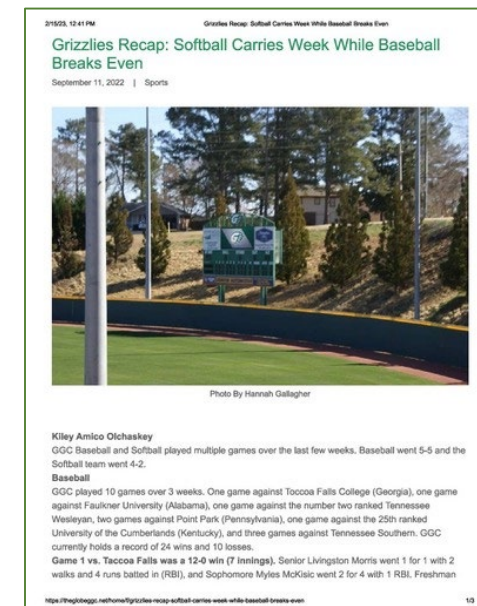 2/15/23, 12:41 PM
Grizzlies Recap: Softball Carries Week While Baseball Breaks Even
Grizzlies Recap: Softball Carries Week While Baseball
Breaks Even
September 11, 2022 | Sports
Photo By Hannah Gallagher
Kiley Amico Olchaskey
GGC Baseball and Softball played multiple games over the last few weeks. Baseball went 5-5 and the
Softball team went 4-2.
Baseball
GGC played 10 games over 3 weeks. One game against Toccoa Falls College (Georgia), one game
against Faulkner University (Alabama), one game against the number two ranked Tennessee
Wesleyan, two games against Point Park (Pennsylvania), one game against the 25th ranked
University of the Cumberlands (Kentucky), and three games against Tennessee Southern. GGC
currently holds a record of 24 wins and 10 losses.
Game 1 vs. Taccoa Falls was a 12-0 win (7 innings). Senior Livingston Morris went 1 for 1 with 2
walks and 4 runs batted in (RBI), and Sophomore Myles McKisic went 2 for 4 with 1 RBI. Freshman
https://theglobeggc.net/home/f/grizzlies-recap-softball-carries-week-while-baseball-breaks-even
1/3